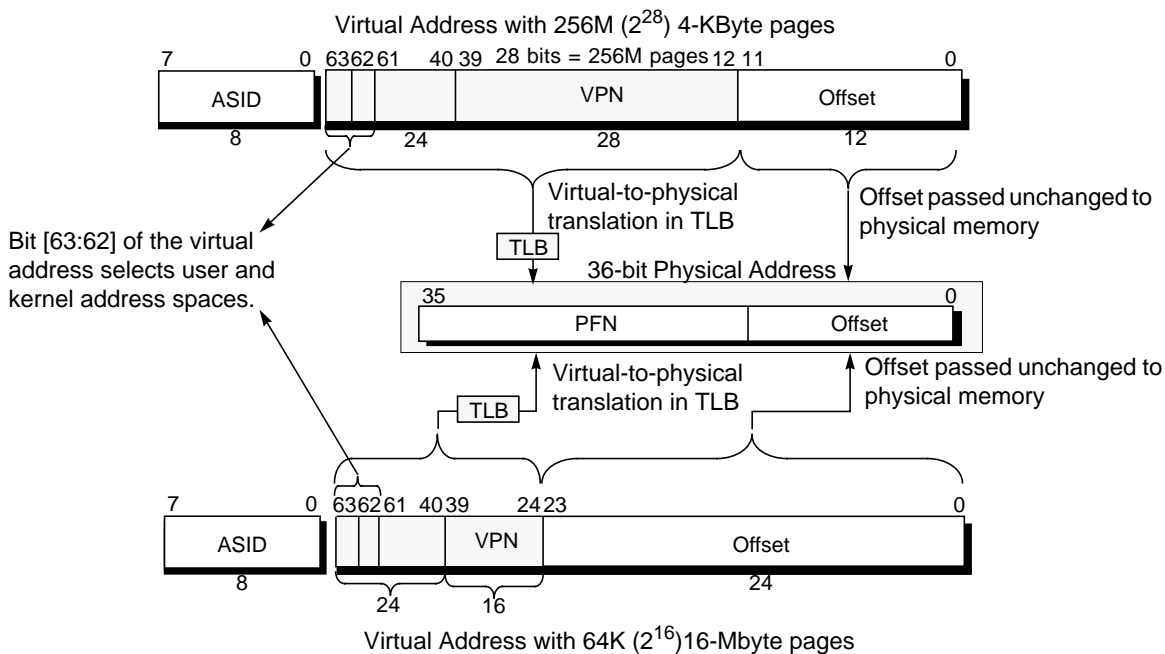 Virtual Address with 256M (2^28) 4-KByte pages
7 0 63 62 61 40 39 28 bits = 256M pages 12 11 0
ASID VPN Offset
8 24 28 12
Virtual-to-physical
translation in TLB
Offset passed unchanged to
physical memory
TLB
Bit [63:62] of the virtual
address selects user and
kernel address spaces.
36-bit Physical Address
35 0
PFN Offset
Virtual-to-physical
translation in TLB
Offset passed unchanged to
physical memory
TLB
7 0 63 62 61 40 39 24 23 0
ASID VPN Offset
8 24 16 24
Virtual Address with 64K (2^16)16-Mbyte pages